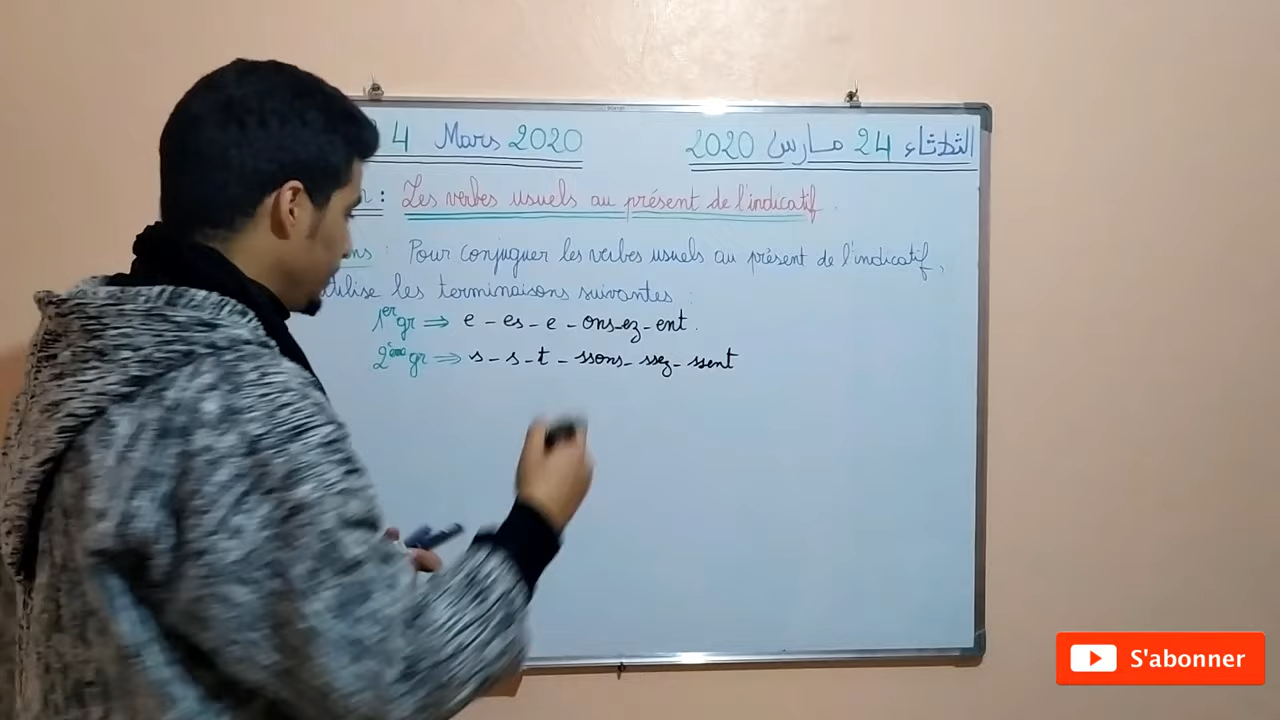 4 Mars 2020
الثلاثاء 24 مارس 2020
: Les verbes usuels au présent de l'indicatif.
: Pour conjuguer les verbes usuels au présent de l'indicatif,
utilise les terminaisons suivantes :
1er gr ⇒ e - es - e - ons - ez - ent.
2ème gr ⇒ s - s - t - ssons - ssez - ssent
S'abonner